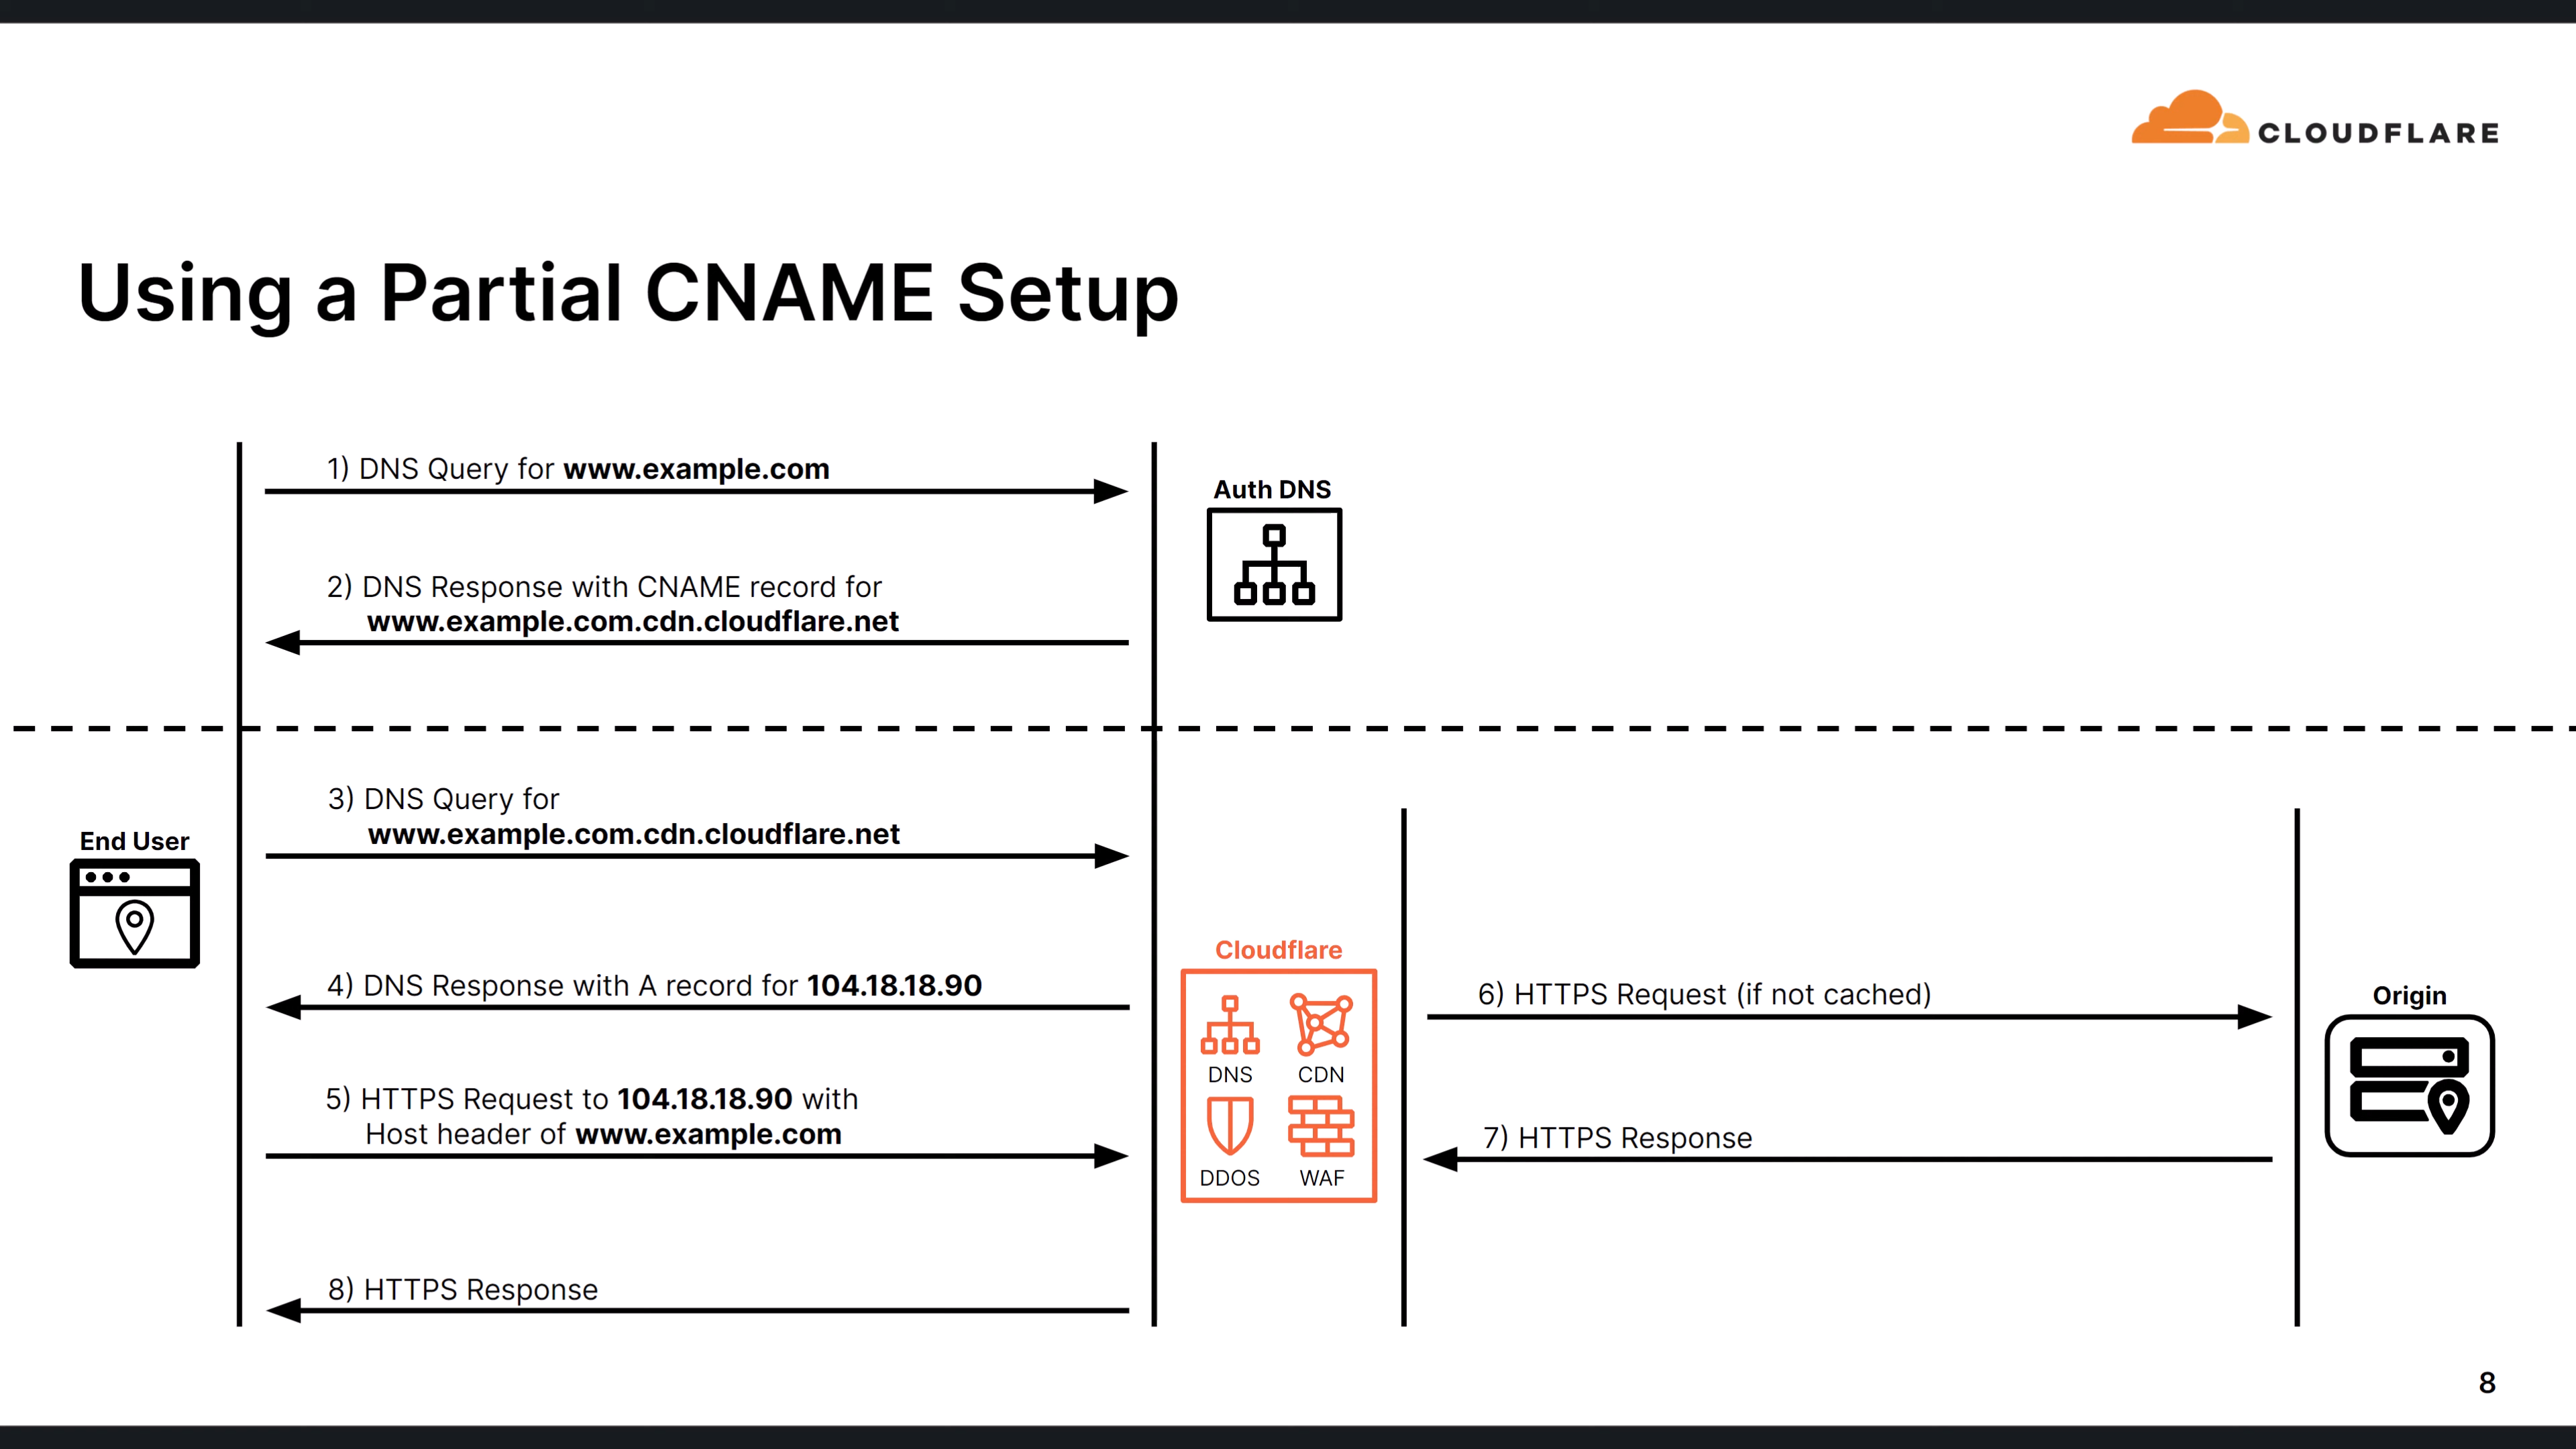 CLOUDFLARE
Using a Partial CNAME Setup
1) DNS Query for www.example.com
Auth DNS
2) DNS Response with CNAME record for
www.example.com.cdn.cloudflare.net
3) DNS Query for
www.example.com.cdn.cloudflare.net
End User
Cloudflare
4) DNS Response with A record for 104.18.18.90
6) HTTPS Request (if not cached)
Origin
DNS
CDN
5) HTTPS Request to 104.18.18.90 with
Host header of www.example.com
7) HTTPS Response
DDOS
WAF
8) HTTPS Response
8